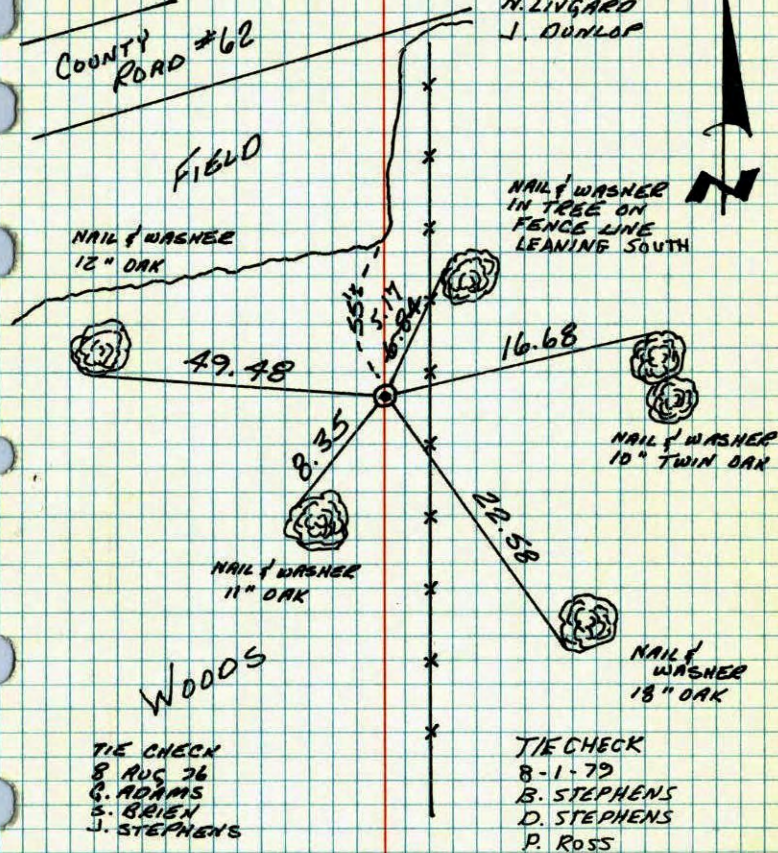 N. LIVGARD
J. DUNLOP
COUNTY
ROAD #62
FIELD
NAIL & WASHER
IN TREE ON
FENCE LINE
LEANING SOUTH
N
NAIL & WASHER
12" OAK
55'±
5.17
6.84
16.68
49.48
NAIL & WASHER
10" TWIN OAK
8.35
22.58
NAIL & WASHER
11" OAK
NAIL &
WASHER
18" OAK
WOODS
TIE CHECK
8 AUG 76
G. ADAMS
S. BRIEN
J. STEPHENS
TIE CHECK
8-1-79
B. STEPHENS
D. STEPHENS
P. ROSS